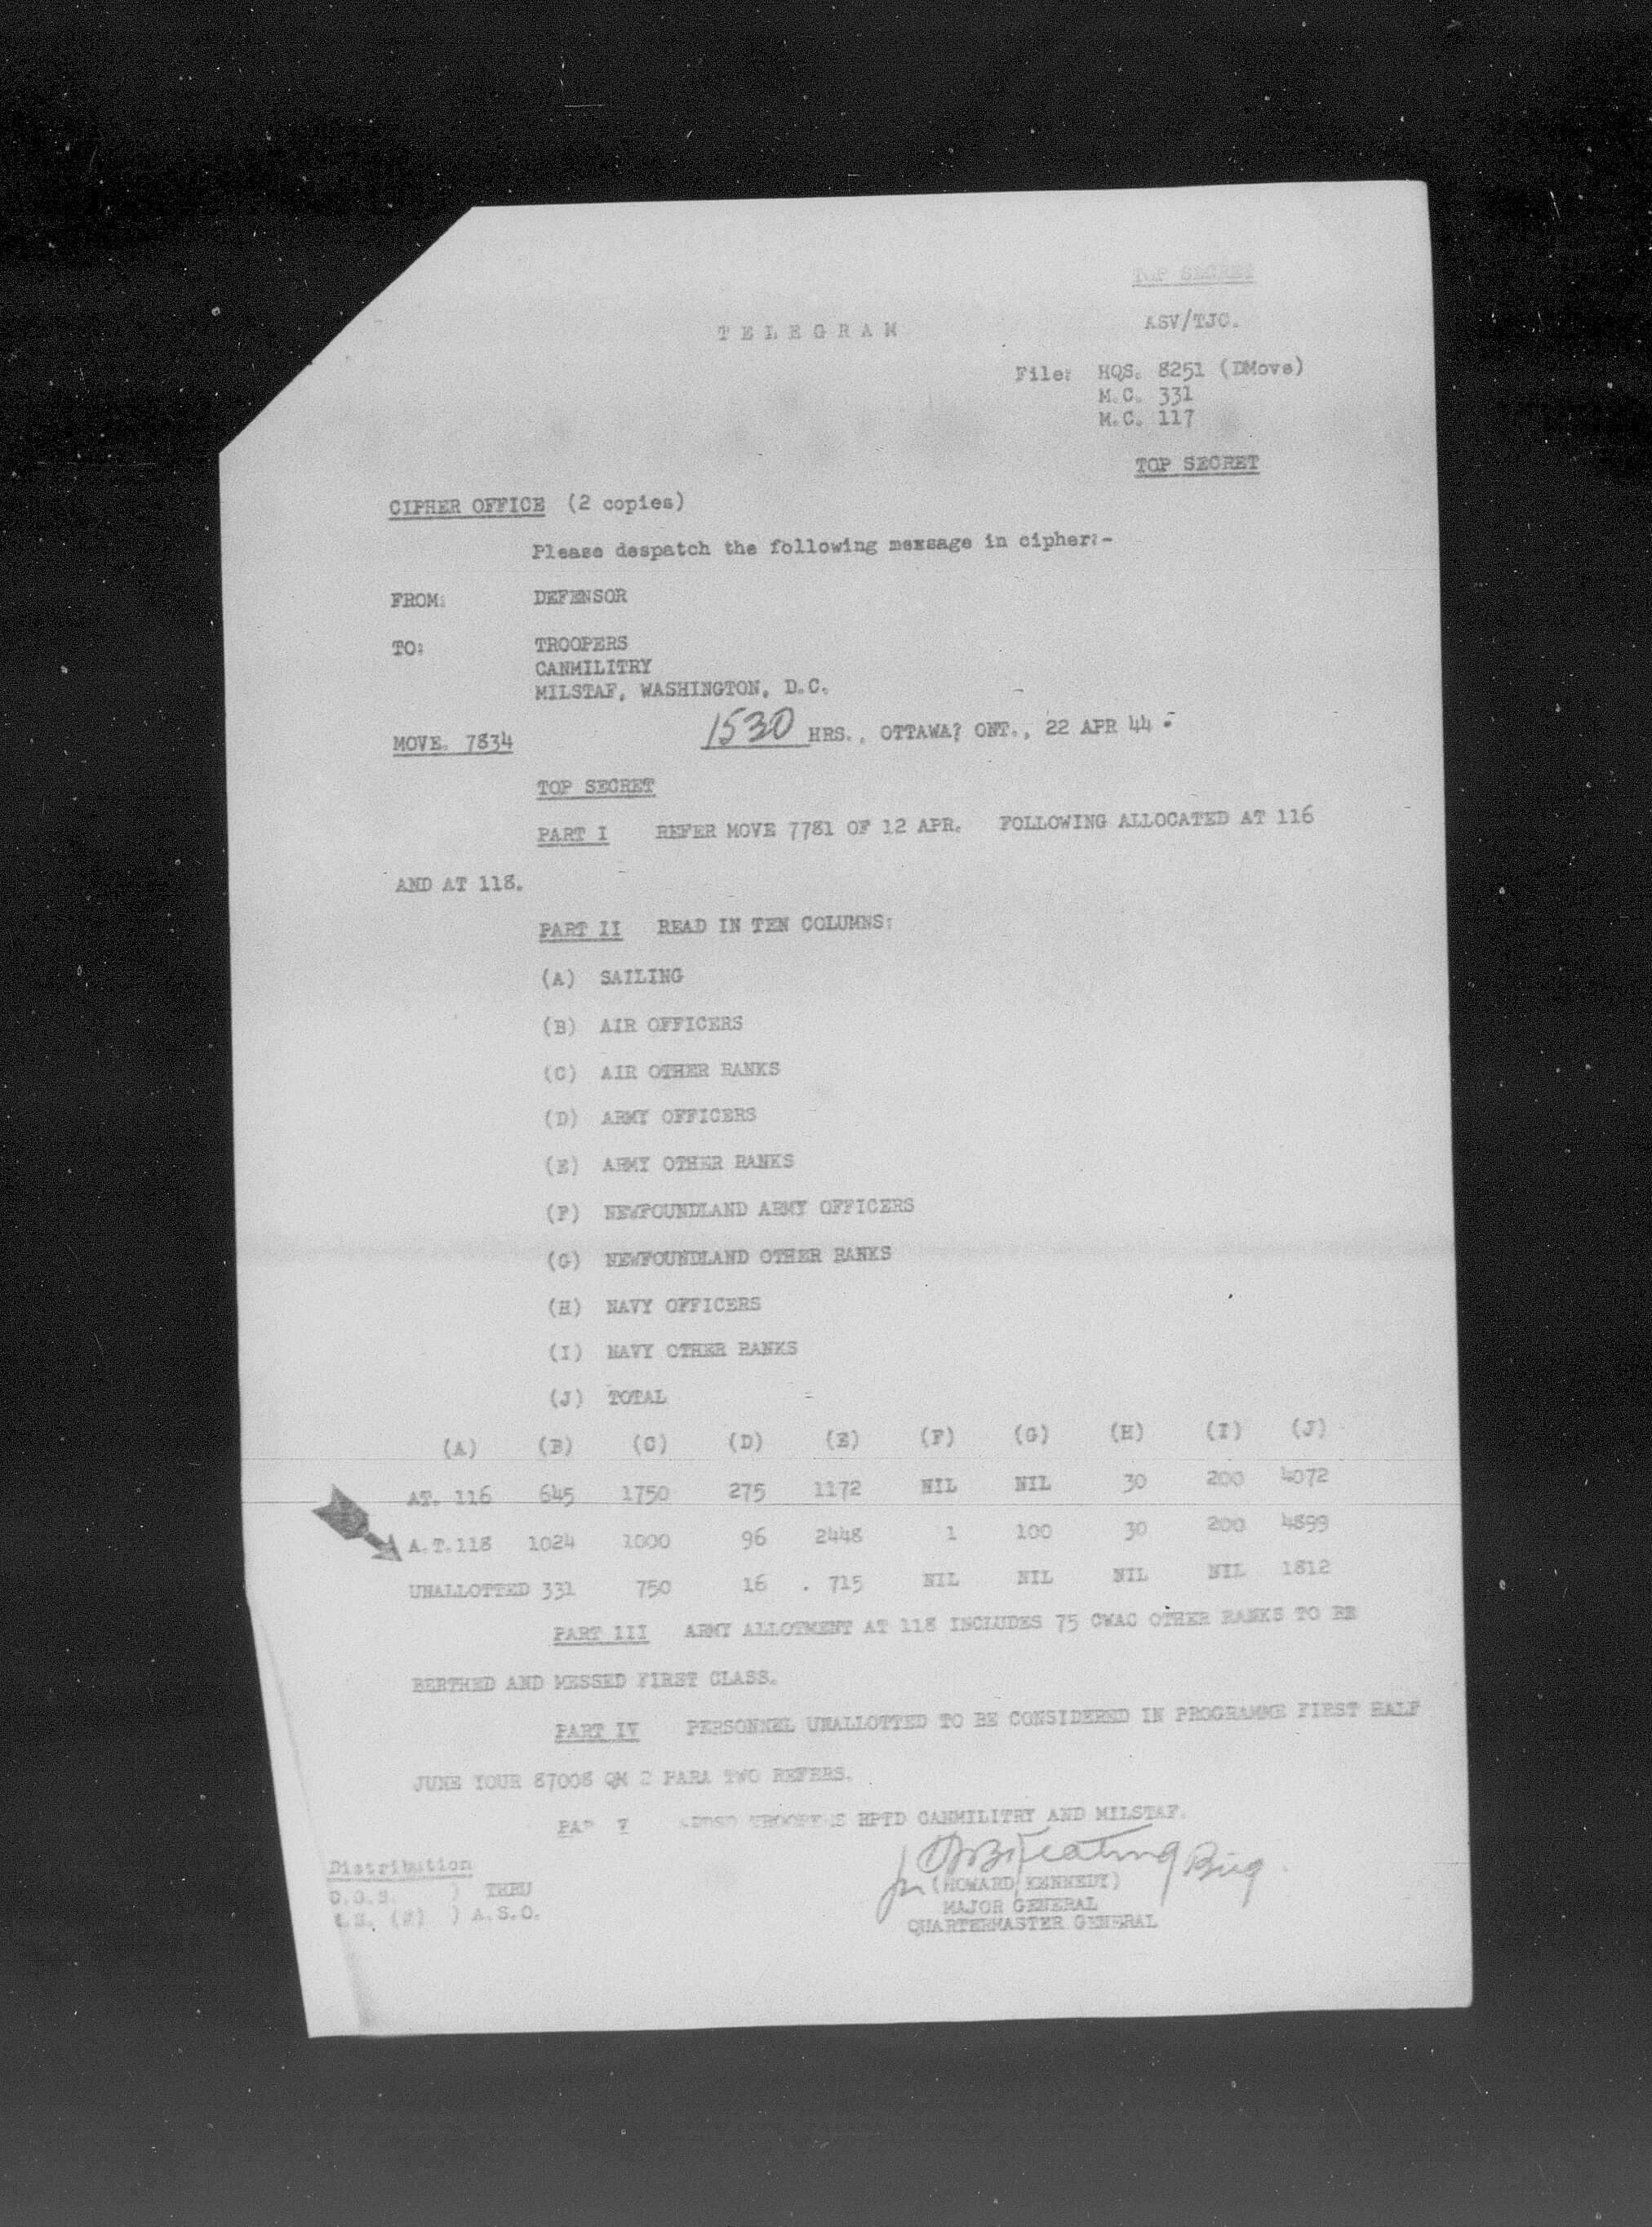 TOP SECRET
ASV/TJC.
TELEGRAM
File: HQS. 8251 (DMove)
M.C. 331
M.C. 117
TOP SECRET
CIPHER OFFICE (2 copies)
Please despatch the following message in cipher:-
FROM: DEFENSOR
TO: TROOPERS
CANMILITRY
MILSTAF, WASHINGTON, D.C.
MOVE. 7834 1530 HRS., OTTAWA, ONT., 22 APR 44.
TOP SECRET
PART I REFER MOVE 7781 OF 12 APR. FOLLOWING ALLOCATED AT 116
AND AT 118.
PART II READ IN TEN COLUMNS:
(A) SAILING
(B) AIR OFFICERS
(C) AIR OTHER RANKS
(D) ARMY OFFICERS
(E) ARMY OTHER RANKS
(F) NEWFOUNDLAND ARMY OFFICERS
(G) NEWFOUNDLAND OTHER RANKS
(H) NAVY OFFICERS
(I) NAVY OTHER RANKS
(J) TOTAL
(A) (B) (C) (D) (E) (F) (G) (H) (I) (J)
AT. 116 645 1750 275 1172 NIL NIL 30 200 4072
A.T.118 1024 1000 96 2448 1 100 30 200 4899
UNALLOTTED 331 750 16 . 715 NIL NIL NIL NIL 1812
PART III ARMY ALLOTMENT AT 118 INCLUDES 75 CWAC OTHER RANKS TO BE
BERTHED AND MESSED FIRST CLASS.
PART IV PERSONNEL UNALLOTTED TO BE CONSIDERED IN PROGRAMME FIRST HALF
JUNE YOUR 87008 QM 2 PARA TWO REFERS.
PAR V ADDSD TROOPERS RPTD CANMILITRY AND MILSTAF.
Distribution
C.G.S. ) THRU
) A.S.O.
for Brig
(HOWARD KENNEDY)
MAJOR GENERAL
QUARTERMASTER GENERAL